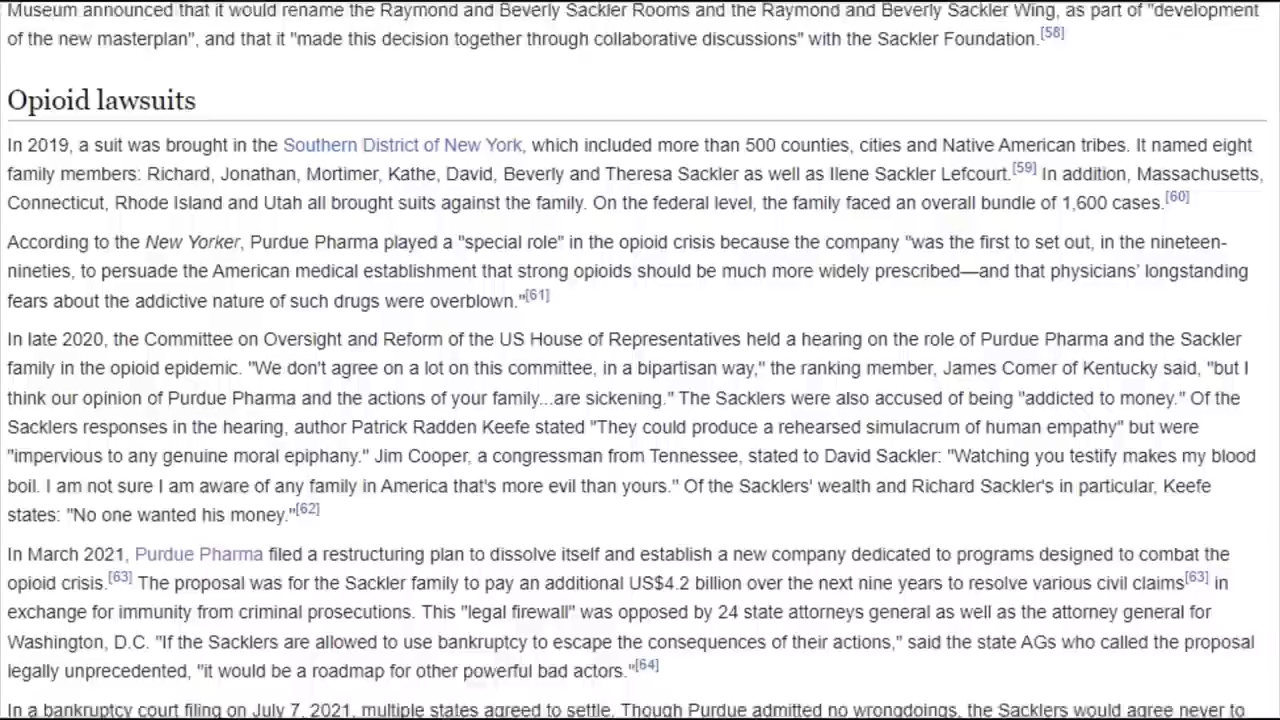 Museum announced that it would rename the Raymond and Beverly Sackler Rooms and the Raymond and Beverly Sackler Wing, as part of "development
of the new masterplan", and that it "made this decision together through collaborative discussions" with the Sackler Foundation.[58]
Opioid lawsuits
In 2019, a suit was brought in the Southern District of New York, which included more than 500 counties, cities and Native American tribes. It named eight
family members: Richard, Jonathan, Mortimer, Kathe, David, Beverly and Theresa Sackler as well as Ilene Sackler Lefcourt.[59] In addition, Massachusetts,
Connecticut, Rhode Island and Utah all brought suits against the family. On the federal level, the family faced an overall bundle of 1,600 cases.[60]
According to the New Yorker, Purdue Pharma played a "special role" in the opioid crisis because the company "was the first to set out, in the nineteen-
nineties, to persuade the American medical establishment that strong opioids should be much more widely prescribed—and that physicians' longstanding
fears about the addictive nature of such drugs were overblown."[61]
In late 2020, the Committee on Oversight and Reform of the US House of Representatives held a hearing on the role of Purdue Pharma and the Sackler
family in the opioid epidemic. "We don't agree on a lot on this committee, in a bipartisan way," the ranking member, James Comer of Kentucky said, "but I
think our opinion of Purdue Pharma and the actions of your family...are sickening." The Sacklers were also accused of being "addicted to money." Of the
Sacklers responses in the hearing, author Patrick Radden Keefe stated "They could produce a rehearsed simulacrum of human empathy" but were
"impervious to any genuine moral epiphany." Jim Cooper, a congressman from Tennessee, stated to David Sackler: "Watching you testify makes my blood
boil. I am not sure I am aware of any family in America that's more evil than yours." Of the Sacklers' wealth and Richard Sackler's in particular, Keefe
states: "No one wanted his money."[62]
In March 2021, Purdue Pharma filed a restructuring plan to dissolve itself and establish a new company dedicated to programs designed to combat the
opioid crisis.[63] The proposal was for the Sackler family to pay an additional US$4.2 billion over the next nine years to resolve various civil claims[63] in
exchange for immunity from criminal prosecutions. This "legal firewall" was opposed by 24 state attorneys general as well as the attorney general for
Washington, D.C. "If the Sacklers are allowed to use bankruptcy to escape the consequences of their actions," said the state AGs who called the proposal
legally unprecedented, "it would be a roadmap for other powerful bad actors."[64]
In a bankruptcy court filing on July 7, 2021, multiple states agreed to settle. Though Purdue admitted no wrongdoings, the Sacklers would agree never to